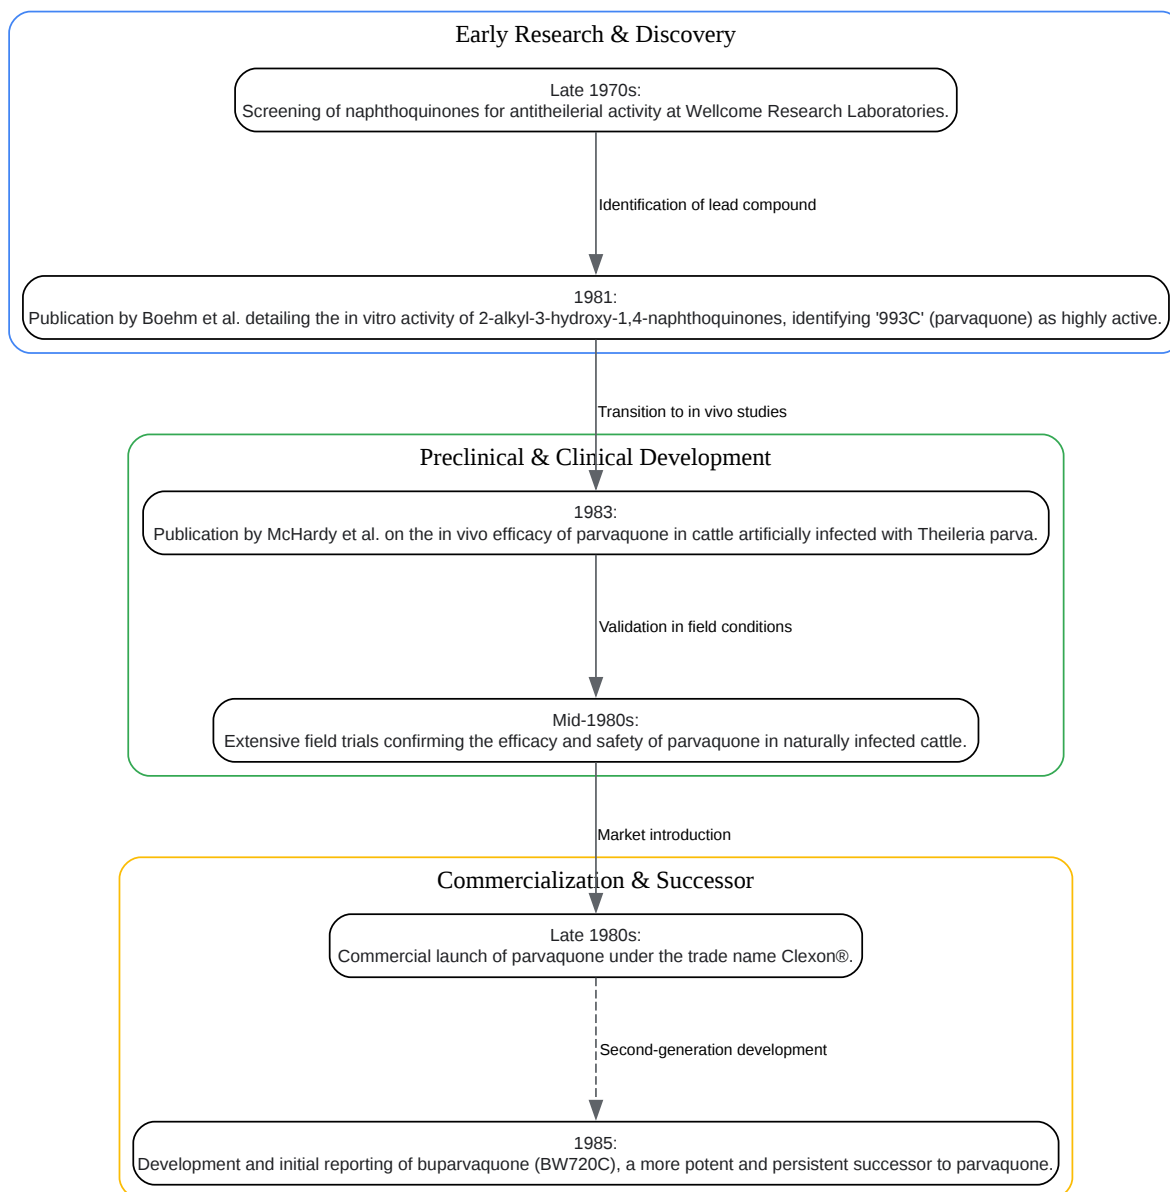 Early Research & Discovery
Late 1970s:
Screening of naphthoquinones for antitheilerial activity at Wellcome Research Laboratories.
Identification of lead compound
1981:
Publication by Boehm et al. detailing the in vitro activity of 2-alkyl-3-hydroxy-1,4-naphthoquinones, identifying '993C' (parvaquone) as highly active.
Transition to in vivo studies
Preclinical & Clinical Development
1983:
Publication by McHardy et al. on the in vivo efficacy of parvaquone in cattle artificially infected with Theileria parva.
Validation in field conditions
Mid-1980s:
Extensive field trials confirming the efficacy and safety of parvaquone in naturally infected cattle.
Market introduction
Commercialization & Successor
Late 1980s:
Commercial launch of parvaquone under the trade name Clexon®.
Second-generation development
1985:
Development and initial reporting of buparvaquone (BW720C), a more potent and persistent successor to parvaquone.